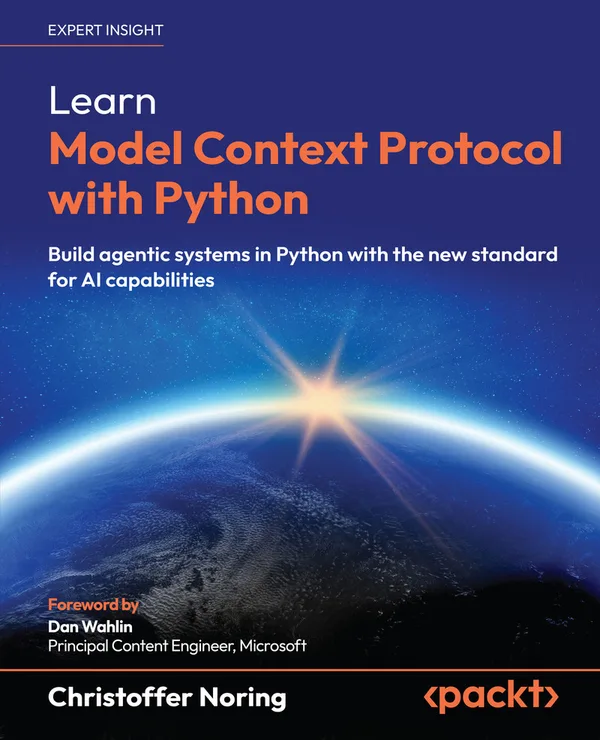 EXPERT INSIGHT
Learn
Model Context Protocol
with Python
Build agentic systems in Python with the new standard
for AI capabilities
Foreword by
Dan Wahlin
Principal Content Engineer, Microsoft
Christoffer Noring
<packt>